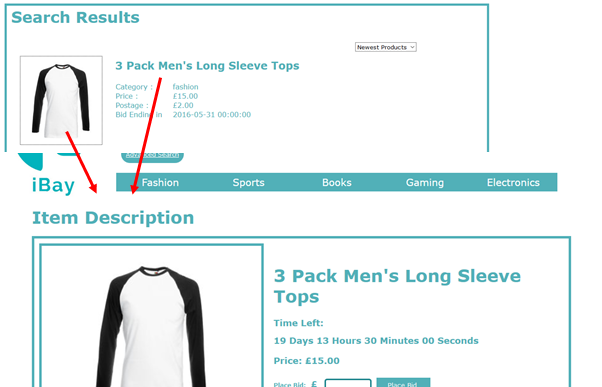 Search Results
Newest Products
3 Pack Men's Long Sleeve Tops
Category : fashion
Price : £15.00
Postage : £2.00
Bid Ending in 2016-05-31 00:00:00
Advanced Search
iBay
Fashion Sports Books Gaming Electronics
Item Description
3 Pack Men's Long Sleeve
Tops
Time Left:
19 Days 13 Hours 30 Minutes 00 Seconds
Price: £15.00
Place Bid: £ Place Bid